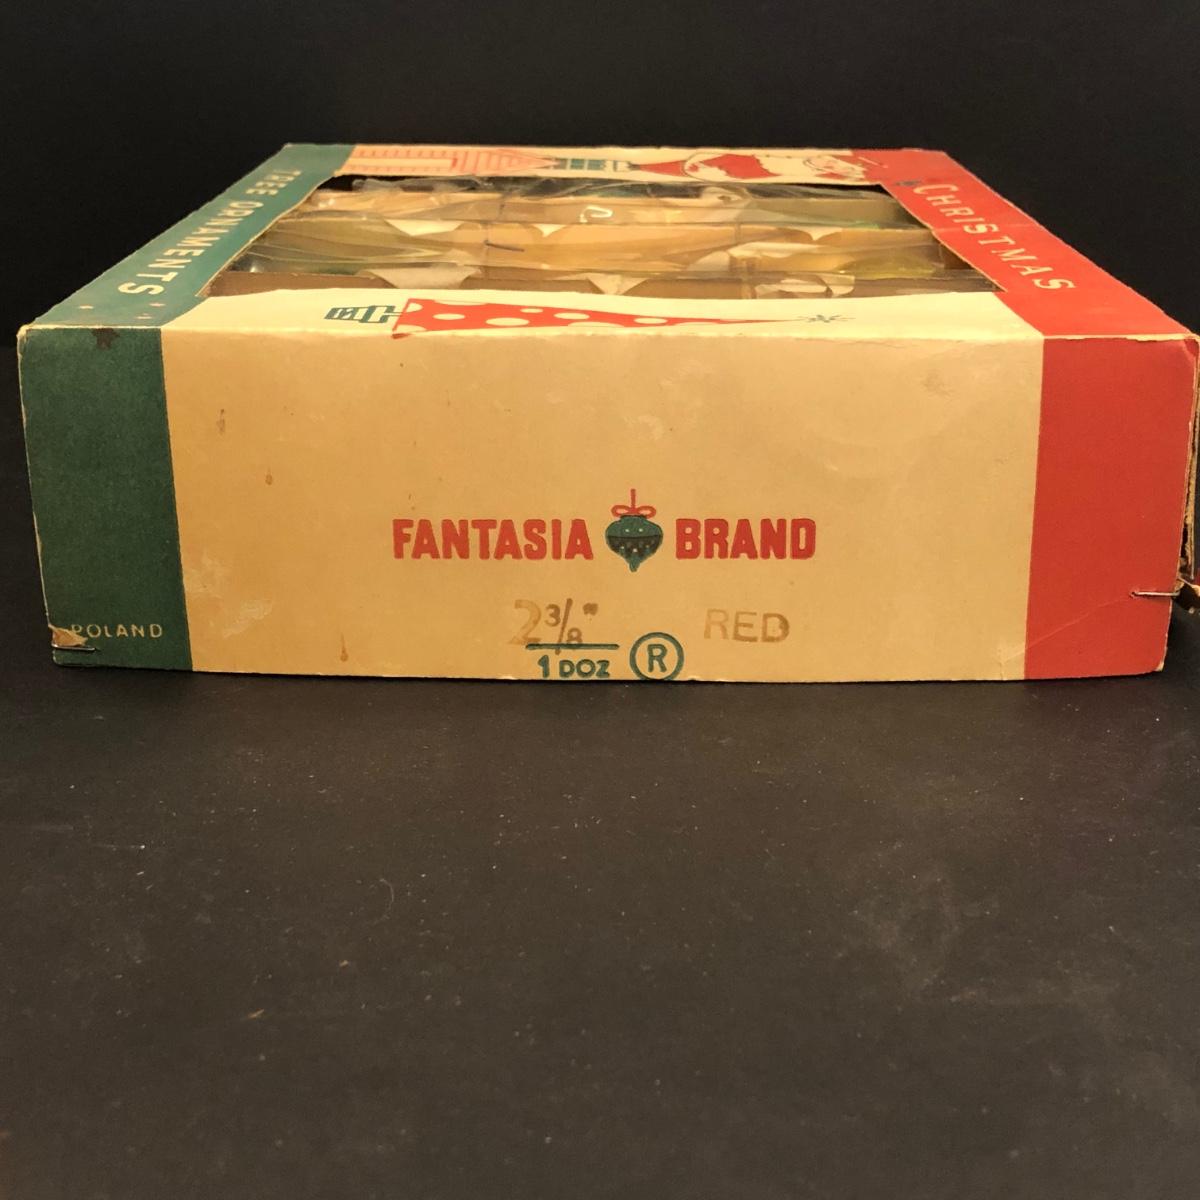 TREE ORNAMENTS
CHRISTMAS
FANTASIA BRAND
2 3/8" RED
1 DOZ R
POLAND